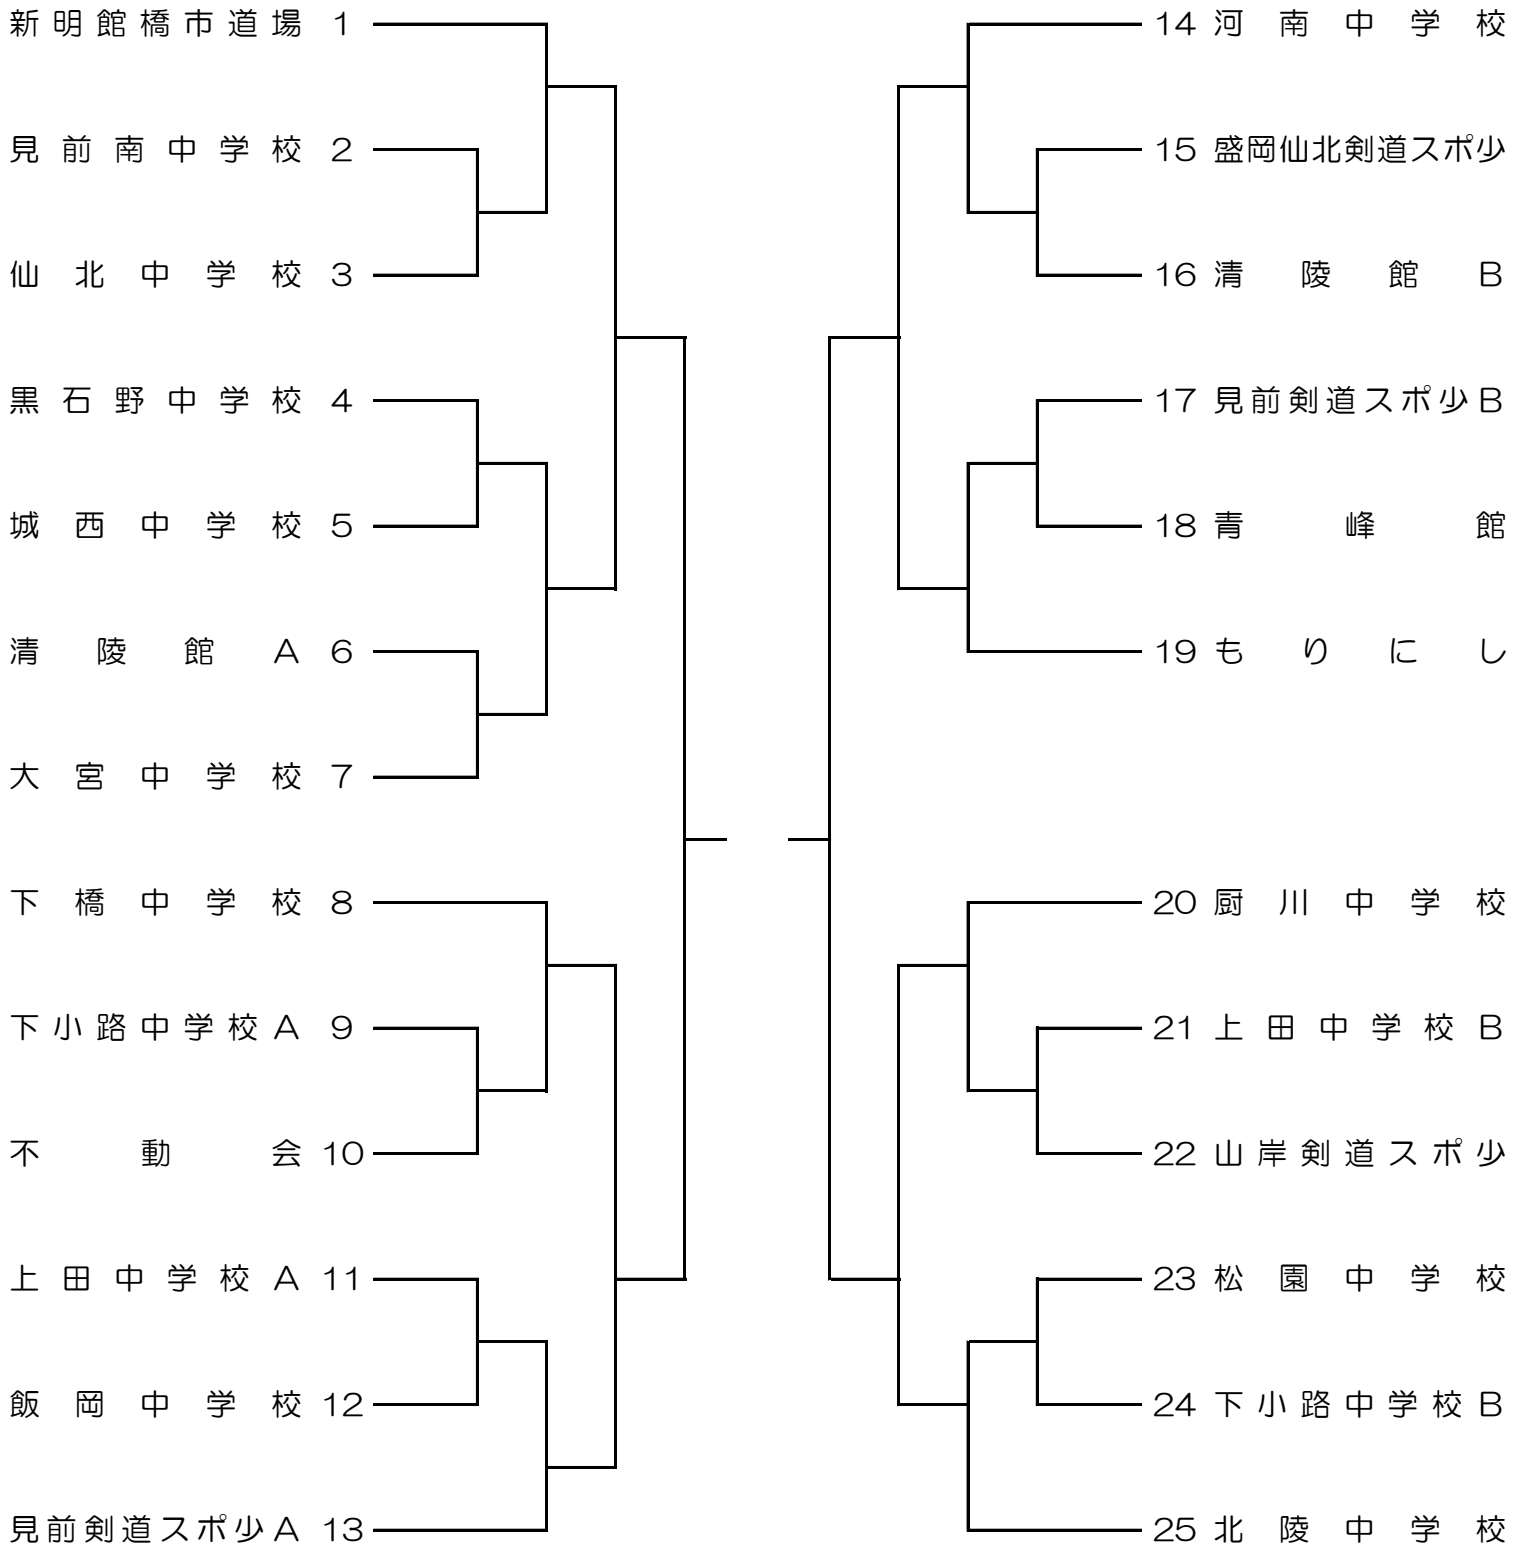 新明館橋市道場 1
見前南中学校 2
仙北中学校 3
黒石野中学校 4
城西中学校 5
清陵館A 6
大宮中学校 7
下橋中学校 8
下小路中学校A 9
不動会 10
上田中学校A 11
飯岡中学校 12
見前剣道スポ少A 13
14 河南中学校
15 盛岡仙北剣道スポ少
16 清陵館B
17 見前剣道スポ少B
18 青峰館
19 もりにし
20 厨川中学校
21 上田中学校B
22 山岸剣道スポ少
23 松園中学校
24 下小路中学校B
25 北陵中学校